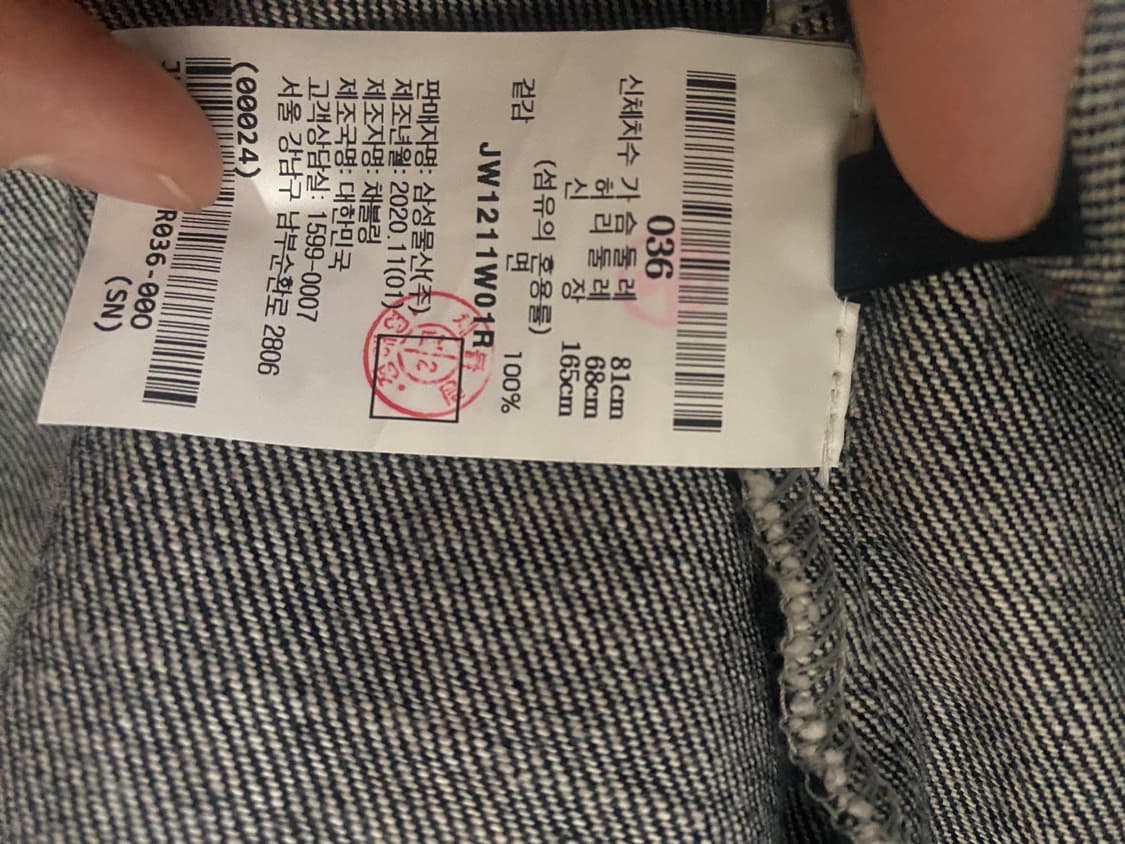 036
신체치수 가 슴 둘 레 81cm
허 리 둘 레 68cm
신 장 165cm
(섬유의 혼용률)
겉감 면 100%
JW1211W01R
판매자명: 삼성물산(주)
제조년월: 2020.11(01)
제조자명: 채블링
제조국명: 대한민국
고객상담실: 1599-0007
서울 강남구 남부순환로 2806
(00024)
R036-000
(SN)